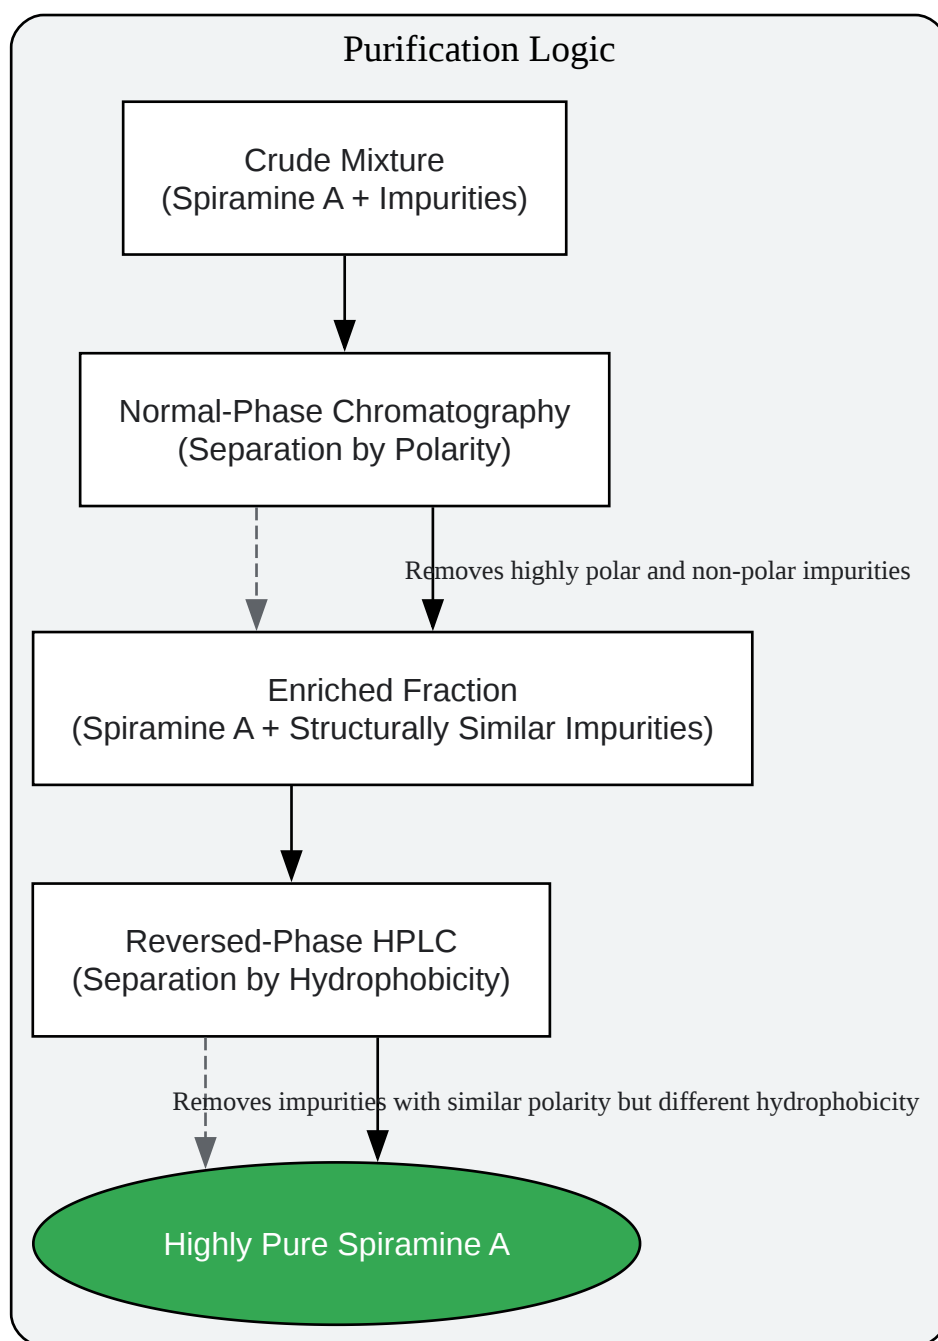 Purification Logic
Crude Mixture
(Spiramine A + Impurities)
Normal-Phase Chromatography
(Separation by Polarity)
Removes highly polar and non-polar impurities
Enriched Fraction
(Spiramine A + Structurally Similar Impurities)
Reversed-Phase HPLC
(Separation by Hydrophobicity)
Removes impurities with similar polarity but different hydrophobicity
Highly Pure Spiramine A